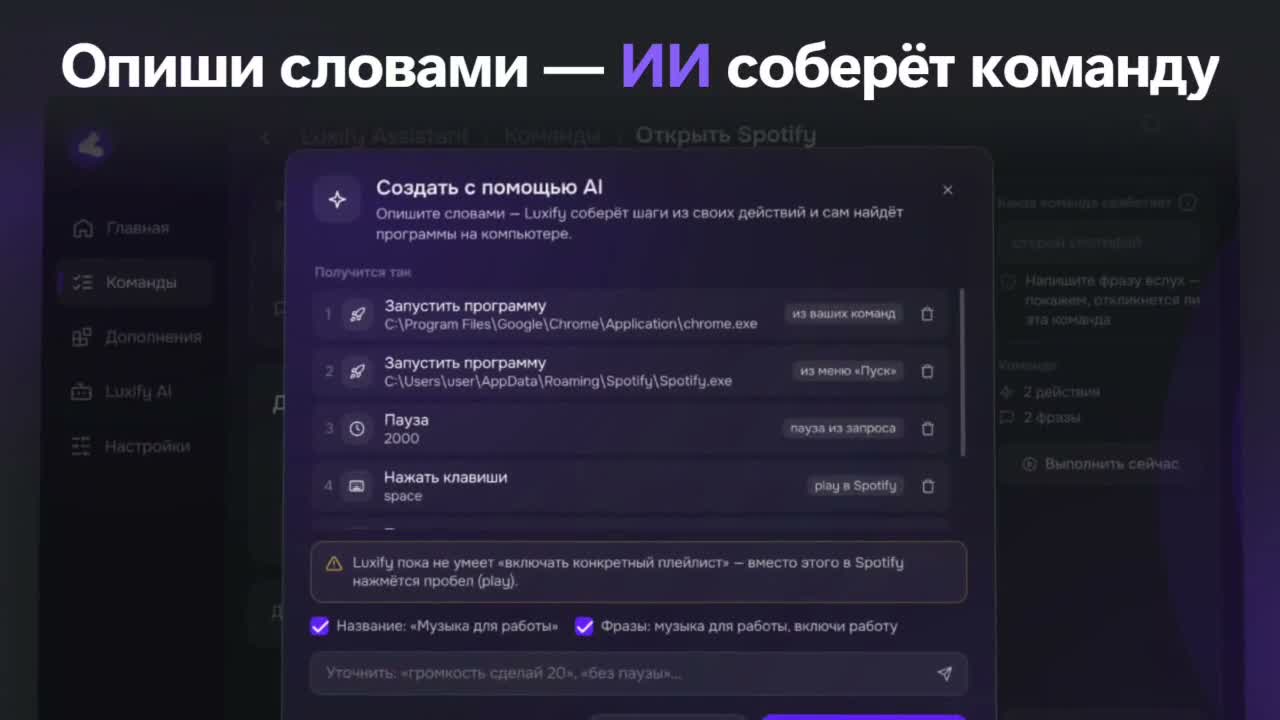 Опиши словами — ИИ соберёт команду
Luxify Assistant
Команды
Открыть Spotify
Главная
Команды
Дополнения
Luxify AI
Настройки
Создать с помощью AI
Опишите словами — Luxify соберёт шаги из своих действий и сам найдёт
программы на компьютере.
Получится так
1 Запустить программу из ваших команд
C:\Program Files\Google\Chrome\Application\chrome.exe
2 Запустить программу из меню «Пуск»
C:\Users\user\AppData\Roaming\Spotify\Spotify.exe
3 Пауза пауза из запроса
2000
4 Нажать клавиши play в Spotify
space
Luxify пока не умеет «включать конкретный плейлист» — вместо этого в Spotify
нажмётся пробел (play).
Название: «Музыка для работы» Фразы: музыка для работы, включи работу
Уточнить: «громкость сделай 20», «без паузы»...
Какая команда сработает
открой спотифай
Напишите фразу вслух —
покажем, откликнется ли
эта команда
Команда
2 действия
2 фразы
Выполнить сейчас